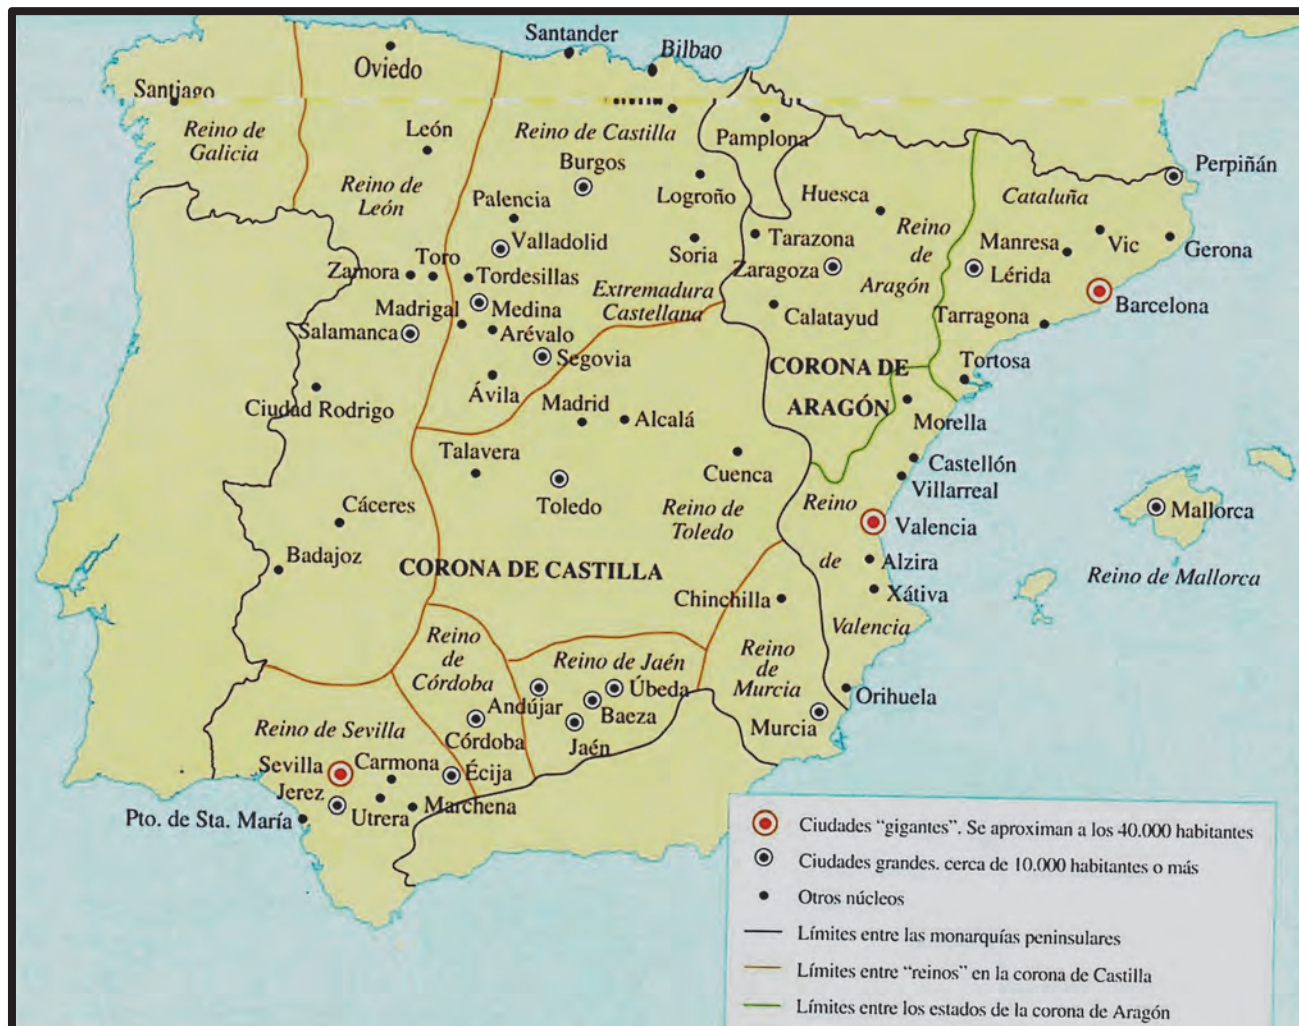 Santander
Bilbao
Oviedo
Santiago
Reino de
Galicia
León
Reino de Castilla
Pamplona
Burgos
Perpiñán
Reino de
León
Logroño
Huesca
Cataluña
Palencia
Valladolid
Tarazona
Reino
de
Aragón
Manresa
Vic
Gerona
Soria
Zaragoza
Lérida
Zamora
Toro
Tordesillas
Extremadura
Castellana
Madrigal
Medina
Calatayud
Barcelona
Salamanca
Arévalo
Tarragona
Segovia
CORONA DE
ARAGÓN
Tortosa
Ávila
Ciudad Rodrigo
Madrid
Alcalá
Morella
Talavera
Cuenca
Castellón
Villarreal
Toledo
Reino de
Toledo
Reino
de
Valencia
Valencia
Mallorca
Cáceres
Badajoz
Alzira
Reino de Mallorca
CORONA DE CASTILLA
Xátiva
Chinchilla
Reino
de
Córdoba
Reino de Jaén
Reino
de
Murcia
Úbeda
Orihuela
Andújar
Baeza
Murcia
Reino de Sevilla
Córdoba
Jaén
Sevilla
Carmona
Écija
Jerez
Utrera
Marchena
Pto. de Sta. María
Ciudades “gigantes”. Se aproximan a los 40.000 habitantes
Ciudades grandes. cerca de 10.000 habitantes o más
Otros núcleos
Límites entre las monarquías peninsulares
Límites entre “reinos” en la corona de Castilla
Límites entre los estados de la corona de Aragón